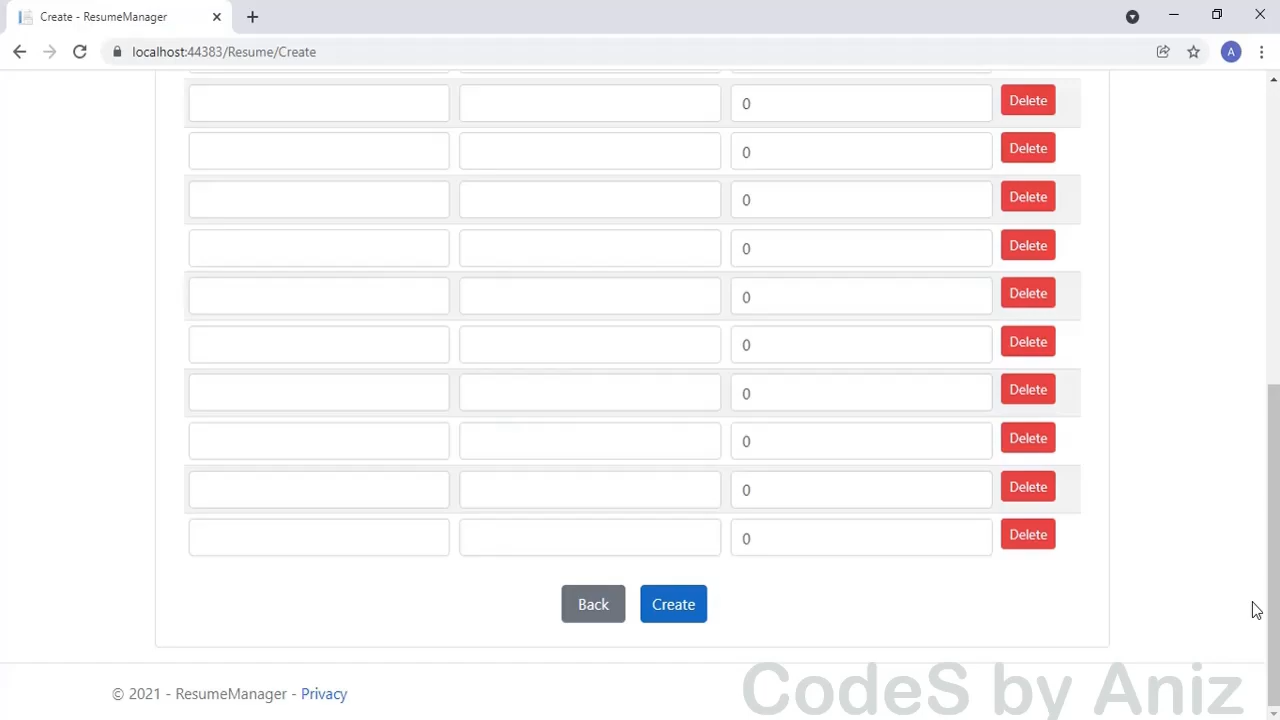 Create - ResumeManager
localhost:44383/Resume/Create
A
0 Delete
0 Delete
0 Delete
0 Delete
0 Delete
0 Delete
0 Delete
0 Delete
0 Delete
0 Delete
Back Create
© 2021 - ResumeManager - Privacy
CodeS by Aniz